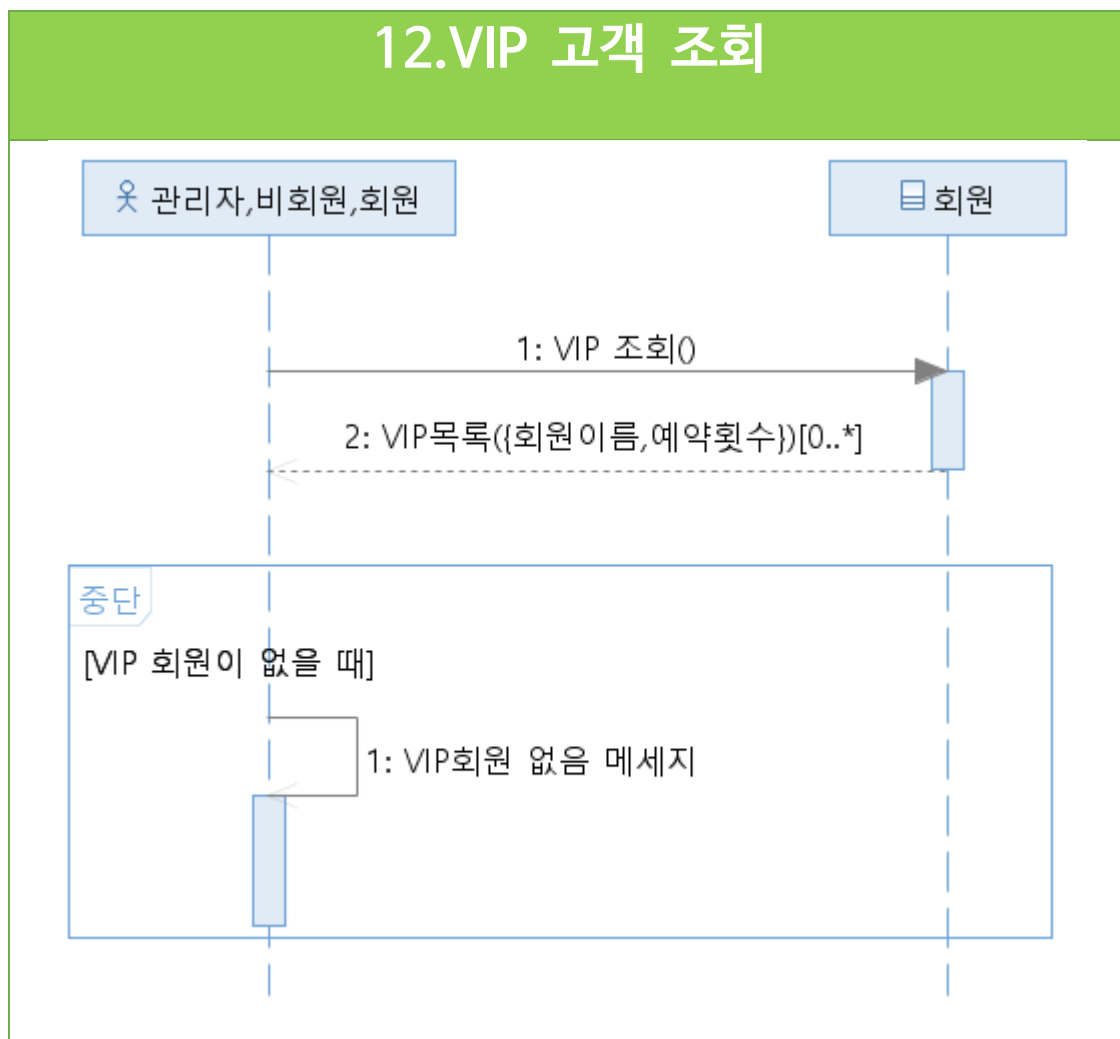 12.VIP 고객 조회
관리자,비회원,회원
회원
1: VIP 조회()
2: VIP목록({회원이름,예약횟수})[0..*]
중단
[VIP 회원이 없을 때]
1: VIP회원 없음 메세지